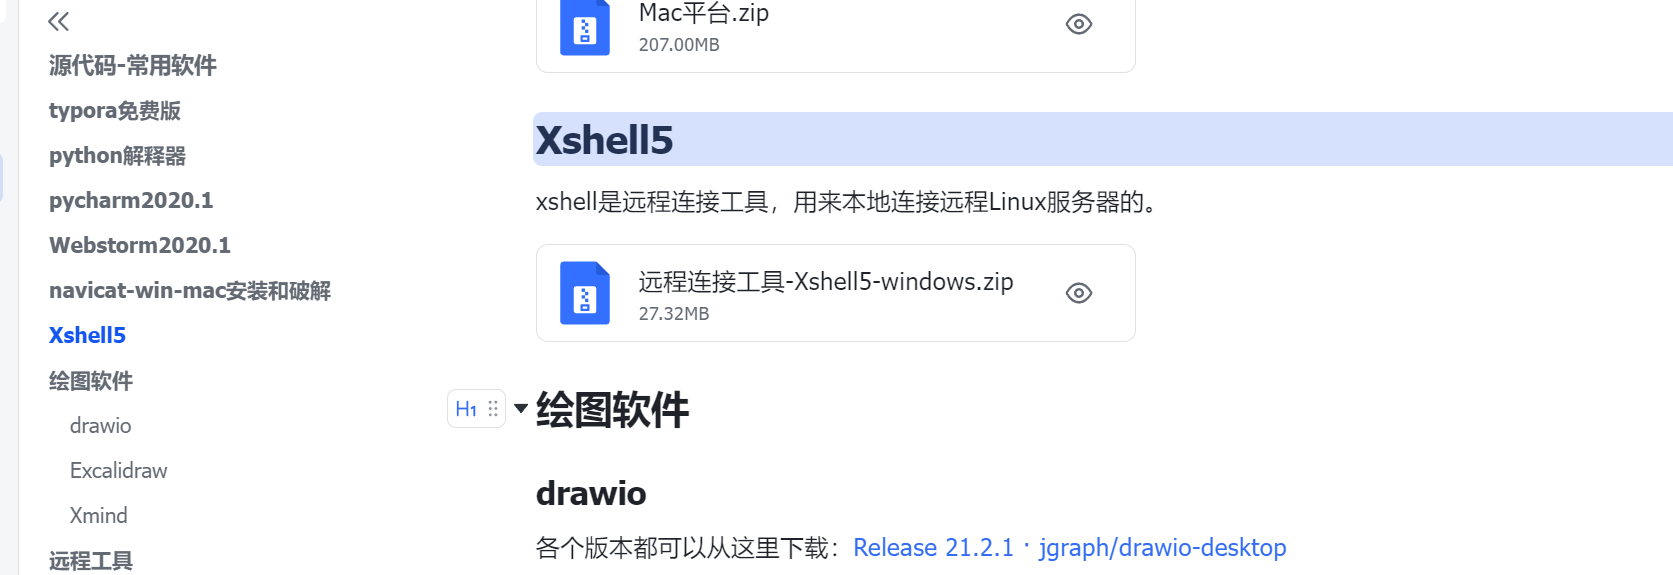 源代码-常用软件
typora免费版
python解释器
pycharm2020.1
Webstorm2020.1
navicat-win-mac安装和破解
Xshell5
绘图软件
drawio
Excalidraw
Xmind
远程工具
Mac平台.zip
207.00MB
Xshell5
xshell是远程连接工具，用来本地连接远程Linux服务器的。
远程连接工具-Xshell5-windows.zip
27.32MB
H1
绘图软件
drawio
各个版本都可以从这里下载：Release 21.2.1 · jgraph/drawio-desktop